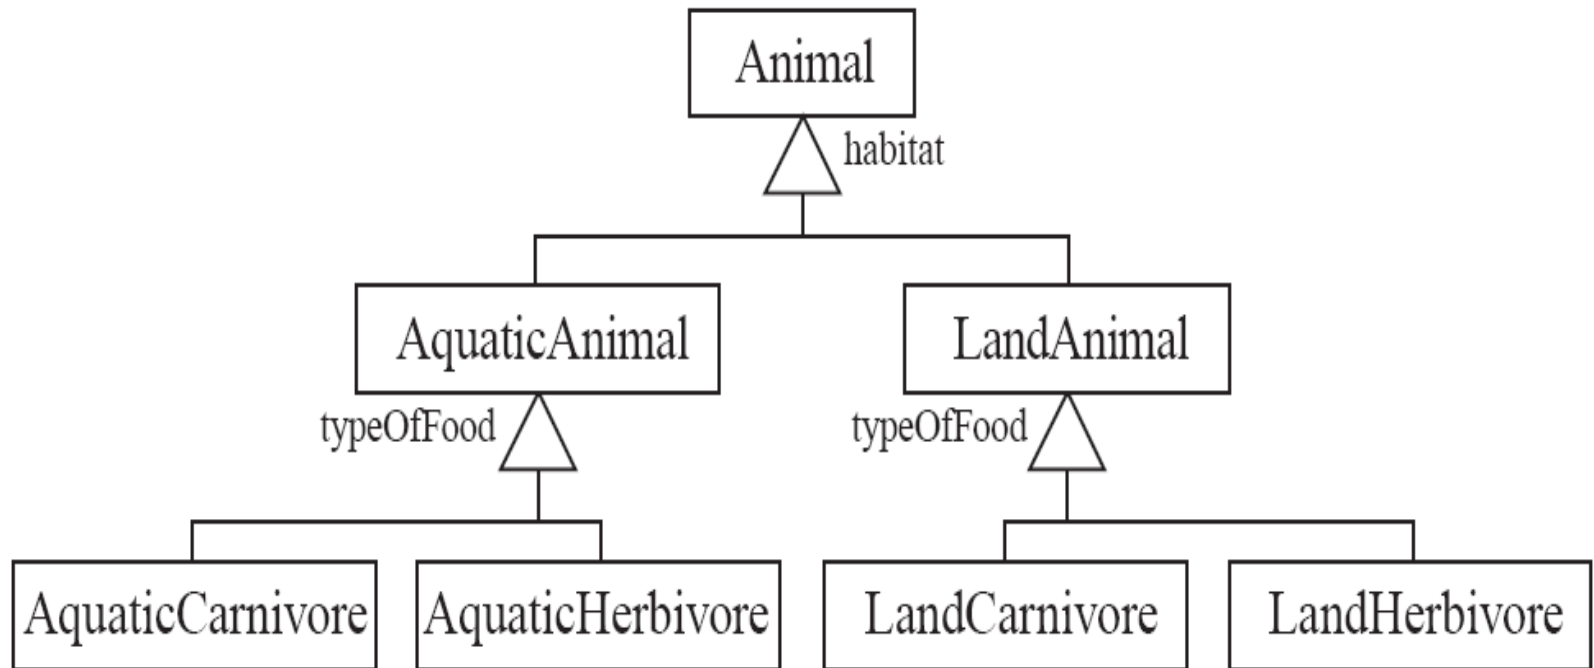 Animal
habitat
AquaticAnimal
LandAnimal
typeOfFood
typeOfFood
AquaticCarnivore
AquaticHerbivore
LandCarnivore
LandHerbivore